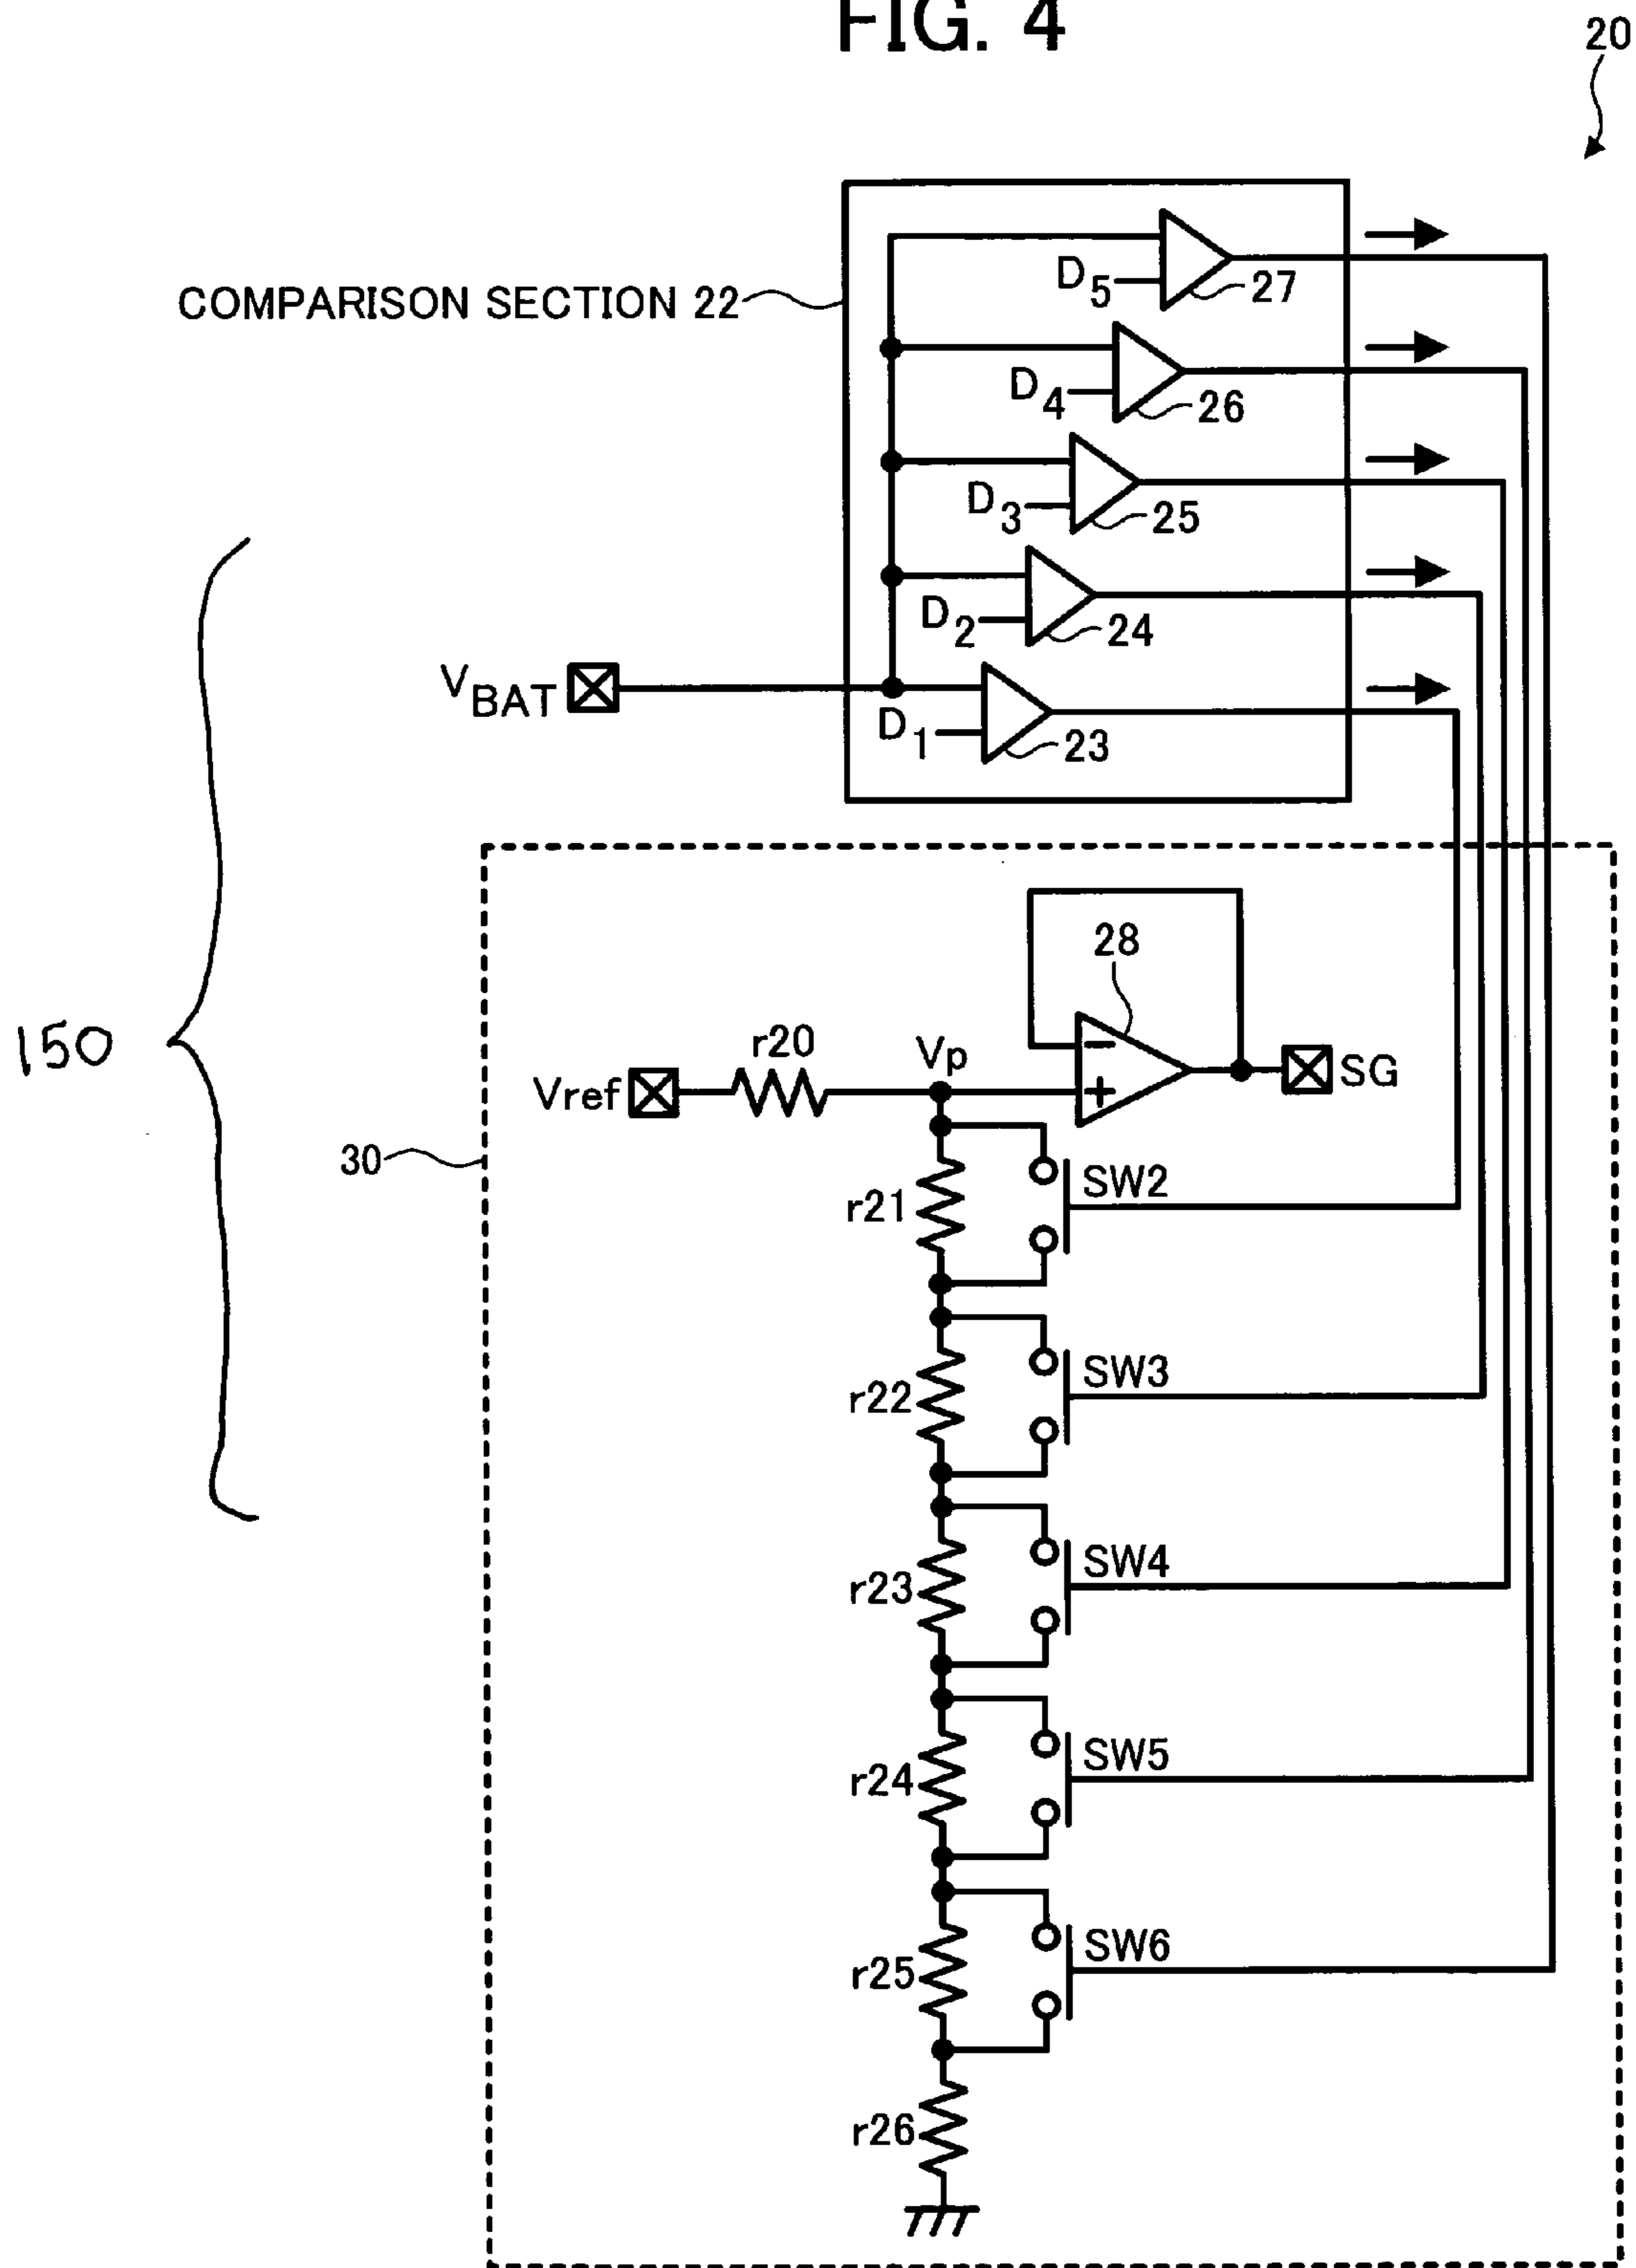 FIG. 4
20
COMPARISON SECTION 22
D5
27
D4
26
D3
25
D2
24
VBAT
D1
23
150
28
r20
Vp
Vref
SG
30
r21
SW2
r22
SW3
r23
SW4
r24
SW5
r25
SW6
r26